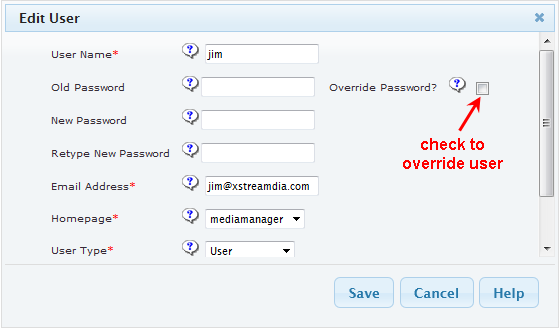 Edit User
User Name* ? jim
Old Password ? Override Password? ?
New Password ?
Retype New Password ?
check to
override user
Email Address* ? jim@xstreamdia.com
Homepage* ? mediamanager
User Type* ? User
Save Cancel Help